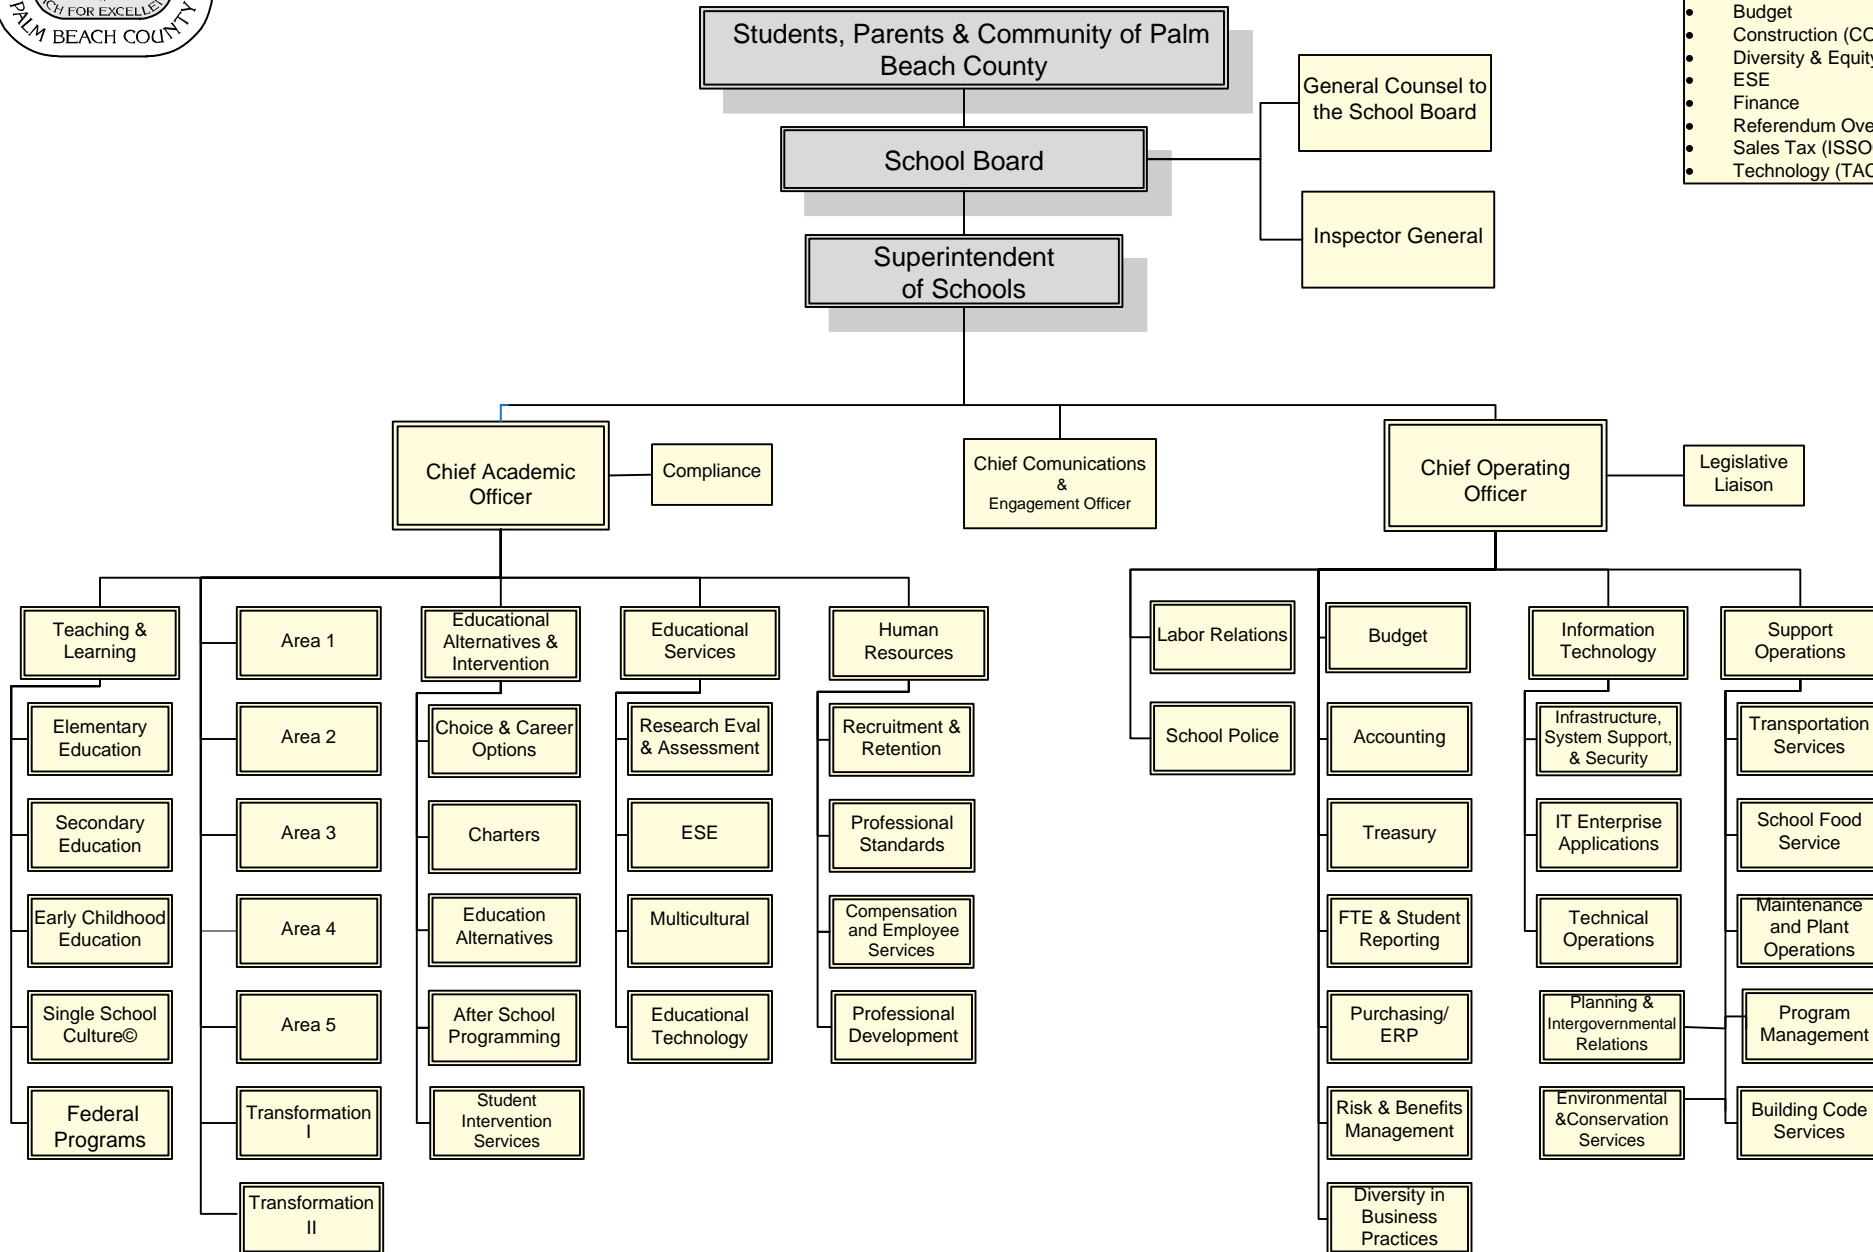 FOR EXCELLE
PALM BEACH COUNTY
Budget
Construction
Diversity &
ESE
Finance
Referendum
Sales Tax
Technology
Students, Parents & Community of Palm
Beach County
General Counsel to
the School Board
School Board
Inspector General
Superintendent
of Schools
Chief Academic
Officer
Compliance
Chief Comunications
&
Engagement Officer
Chief Operating
Officer
Legislative
Liaison
Teaching &
Learning
Elementary
Education
Secondary
Education
Early Childhood
Education
Single School
Culture©
Federal
Programs
Area 1
Area 2
Area 3
Area 4
Area 5
Transformation
I
Transformation
II
Educational
Alternatives &
Intervention
Choice & Career
Options
Charters
Education
Alternatives
After School
Programming
Student
Intervention
Services
Educational
Services
Research Eval
& Assessment
ESE
Multicultural
Educational
Technology
Human
Resources
Recruitment &
Retention
Professional
Standards
Compensation
and Employee
Services
Professional
Development
Labor Relations
School Police
Budget
Accounting
Treasury
FTE & Student
Reporting
Purchasing/
ERP
Risk & Benefits
Management
Diversity in
Business
Practices
Information
Technology
Infrastructure,
System Support,
& Security
IT Enterprise
Applications
Technical
Operations
Planning &
Intergovernmental
Relations
Environmental
&Conservation
Services
Support
Operations
Transportation
Services
School Food
Service
Maintenance
and Plant
Operations
Program
Management
Building Code
Services